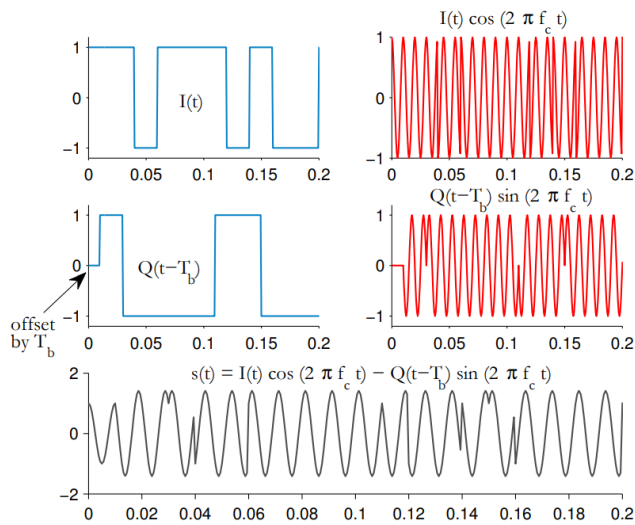 I(t) cos (2 π f_c t)
1
0
−1
I(t)
0 0.05 0.1 0.15 0.2
1
0
−1
0 0.05 0.1 0.15 0.2
Q(t−T_b) sin (2 π f_c t)
1
0
−1
Q(t−T_b)
0 0.05 0.1 0.15 0.2
1
0
−1
0 0.05 0.1 0.15 0.2
offset
by T_b
s(t) = I(t) cos (2 π f_c t) − Q(t−T_b) sin (2 π f_c t)
2
0
−2
0 0.02 0.04 0.06 0.08 0.1 0.12 0.14 0.16 0.18 0.2